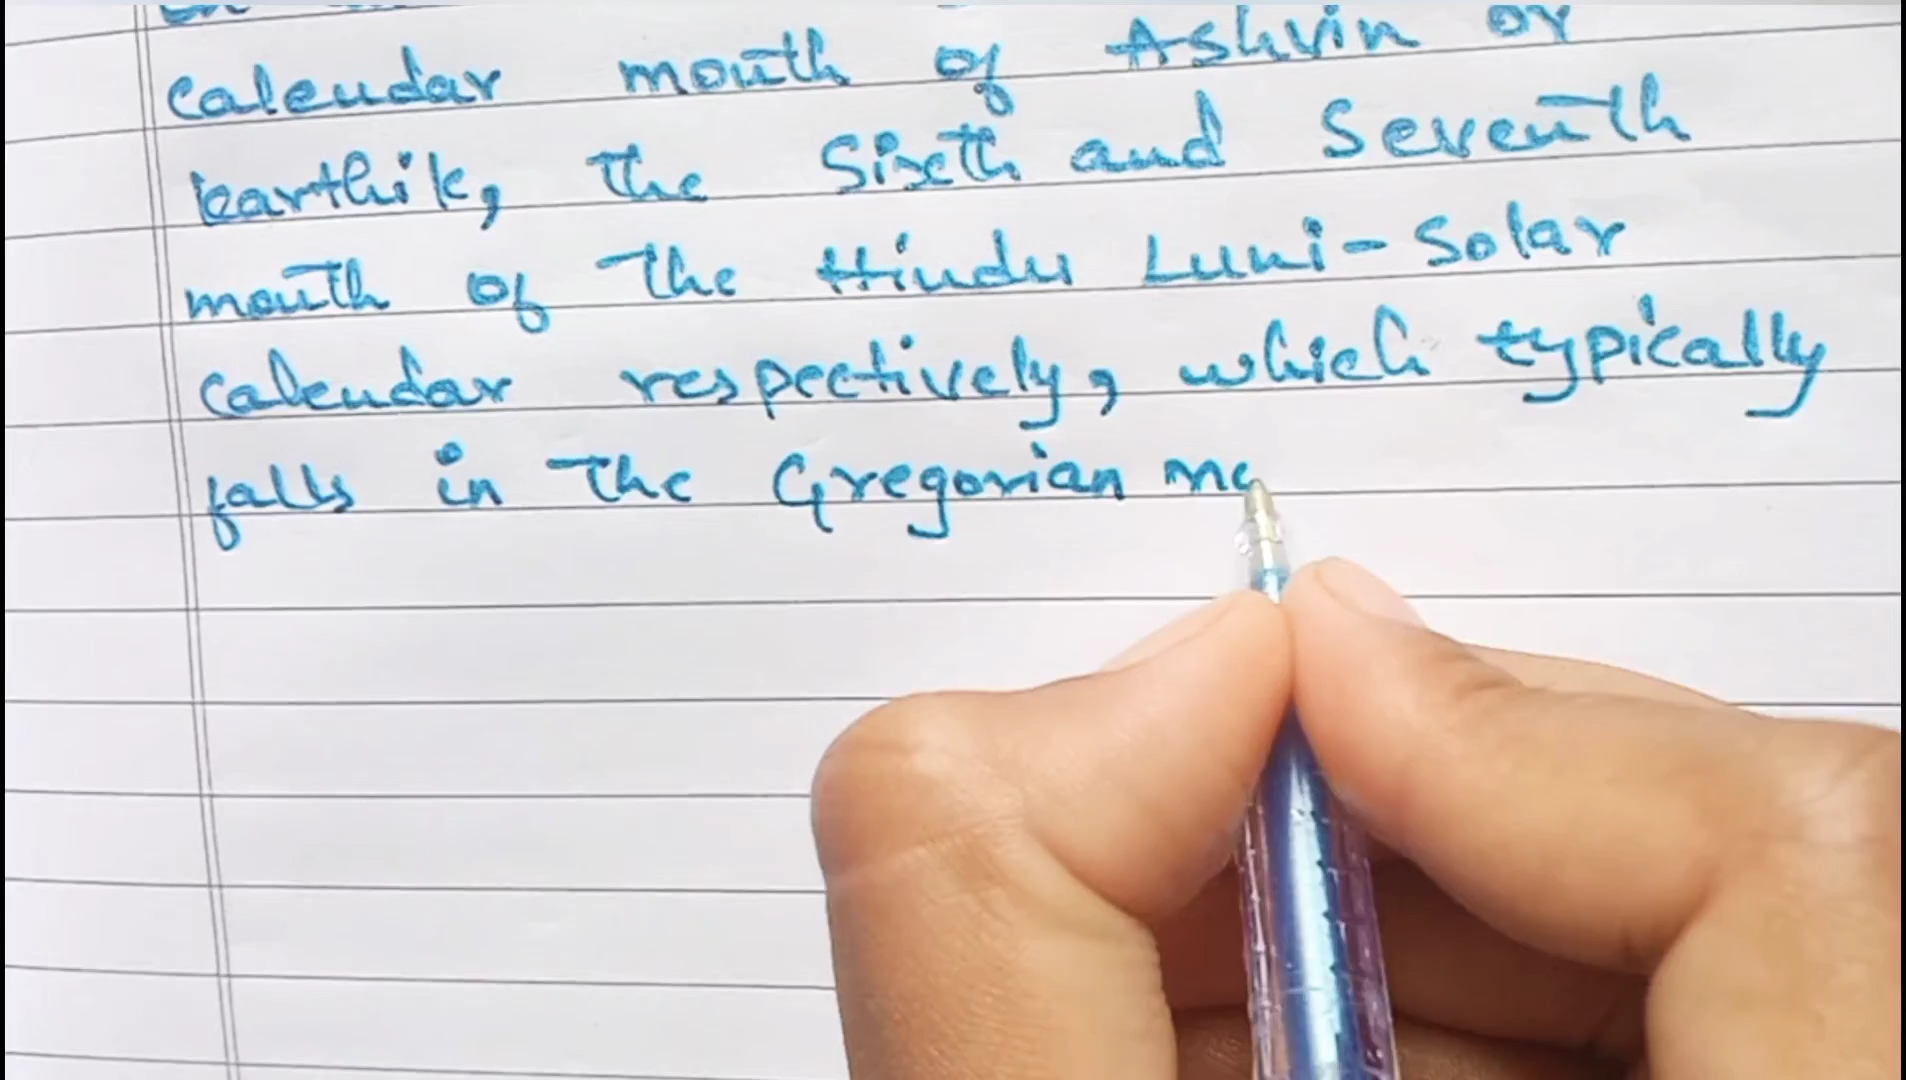 calendar month of Ashvin or
karthik, the Sixth and Seventh
month of the Hindu Luni-Solar
calendar respectively, which typically
falls in the Gregorian mo